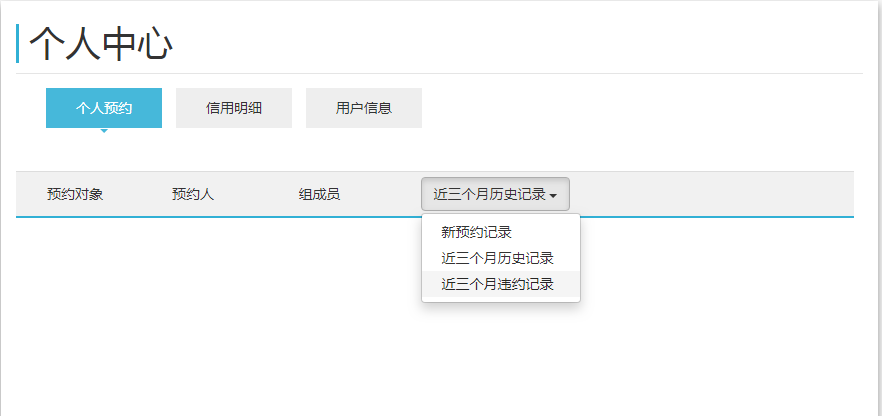 个人中心
个人预约 信用明细 用户信息
预约对象 预约人 组成员 近三个月历史记录
新预约记录
近三个月历史记录
近三个月违约记录